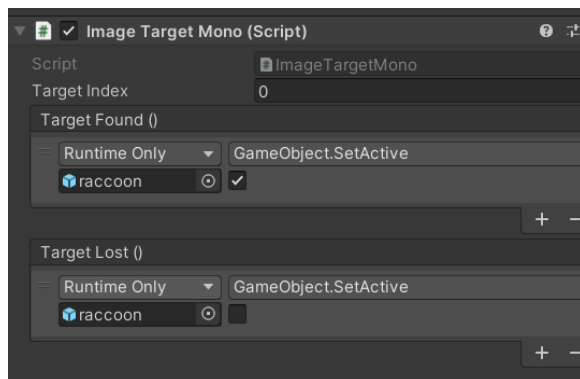 Image Target Mono (Script)
Script ImageTargetMono
Target Index 0
Target Found ()
Runtime Only GameObject.SetActive
raccoon
Target Lost ()
Runtime Only GameObject.SetActive
raccoon